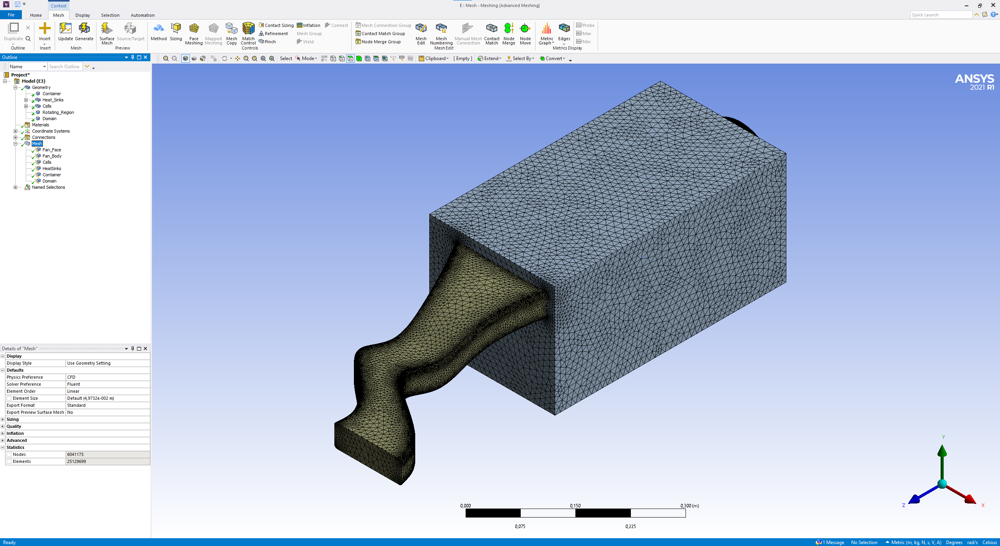 Context
E : Mesh - Meshing [Advanced Meshing]
File Home Mesh Display Selection Automation
Quick Launch
Duplicate
Outline
Insert
Insert
Update Generate
Mesh
Surface Mesh
Source/Target
Preview
Method
Sizing
Face Meshing
Mapped Meshing
Mesh Copy
Match Control
Contact Sizing
Refinement
Pinch
Inflation
Mesh Group
Weld
Connect
Controls
Mesh Connection Group
Contact Match Group
Node Merge Group
Mesh Edit
Mesh Numbering
Manual Mesh Connection
Contact Match
Node Merge
Node Move
Mesh Edit
Metric Graph
Edges
Probe
Max
Min
Metrics Display
Select Mode Clipboard [ Empty ] Extend Select By Convert
Outline
Name Search Outline
Project*
Model (E3)
Geometry
Container
Heat_Sinks
Cells
Rotating_Region
Domain
Materials
Coordinate Systems
Connections
Mesh
Fan_Face
Fan_Body
Cells
HeatSinks
Container
Domain
Named Selections
Details of "Mesh"
Display
Display Style Use Geometry Setting
Defaults
Physics Preference CFD
Solver Preference Fluent
Element Order Linear
Element Size Default (4,9732e-002 m)
Export Format Standard
Export Preview Surface Mesh No
Sizing
Quality
Inflation
Advanced
Statistics
Nodes 6041175
Elements 25129699
ANSYS
2021 R1
Y
Z
X
0,000 0,150 0,300 (m)
0,075 0,225
Ready 1 Message No Selection Metric (m, kg, N, s, V, A) Degrees rad/s Celsius